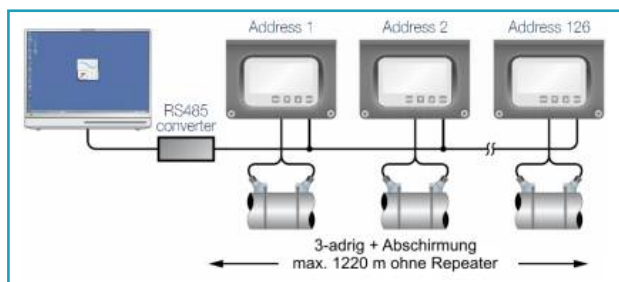 Address 1
Address 2
Address 126
RS485
converter
3-adrig + Abschirmung
max. 1220 m ohne Repeater